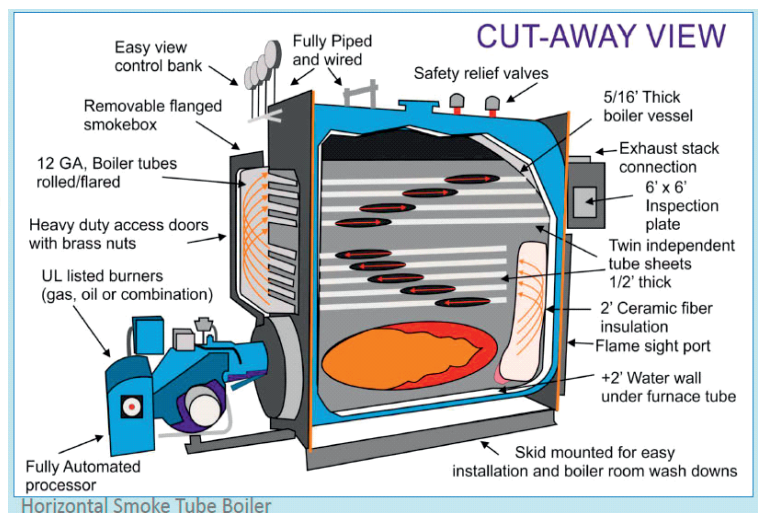 CUT-AWAY VIEW
Easy view
control bank
Fully Piped
and wired
Safety relief valves
Removable flanged
smokebox
5/16' Thick
boiler vessel
12 GA, Boiler tubes
rolled/flared
Exhaust stack
connection
6' x 6'
Inspection
plate
Heavy duty access doors
with brass nuts
Twin independent
tube sheets
1/2' thick
UL listed burners
(gas, oil or combination)
2' Ceramic fiber
insulation
Flame sight port
+2' Water wall
under furnace tube
Fully Automated
processor
Skid mounted for easy
installation and boiler room wash downs
Horizontal Smoke Tube Boiler